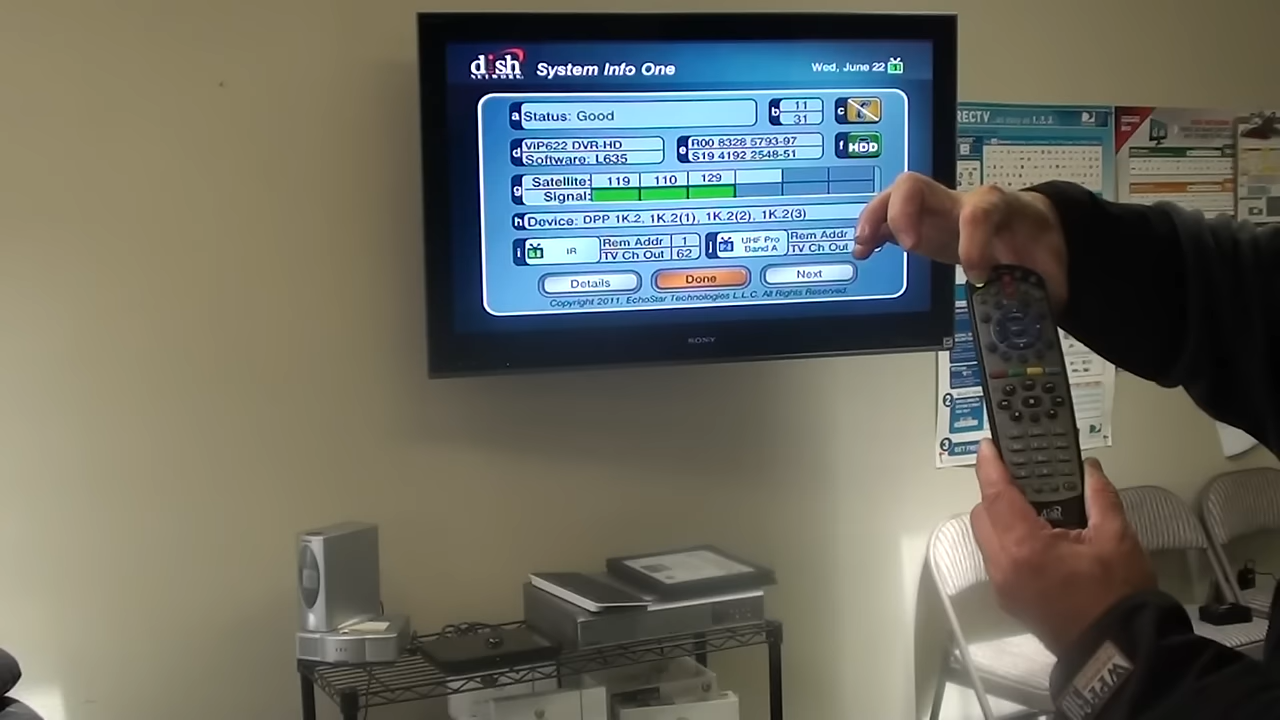 dish
NETWORK
System Info One
Wed, June 22
a Status: Good
b 11
31
c
d ViP622 DVR-HD
Software: L635
e R00 8328 5793-97
S19 4192 2548-51
f HDD
g Satellite: 119 110 129
Signal:
h Device: DPP 1K.2, 1K.2(1), 1K.2(2), 1K.2(3)
i IR Rem Addr 1
TV Ch Out 62
j UHF Pro
Band A
Rem Addr
TV Ch Out
Details
Done
Next
Copyright 2011, EchoStar Technologies L.L.C. All Rights Reserved.
SONY
RECTV
2
3
dish